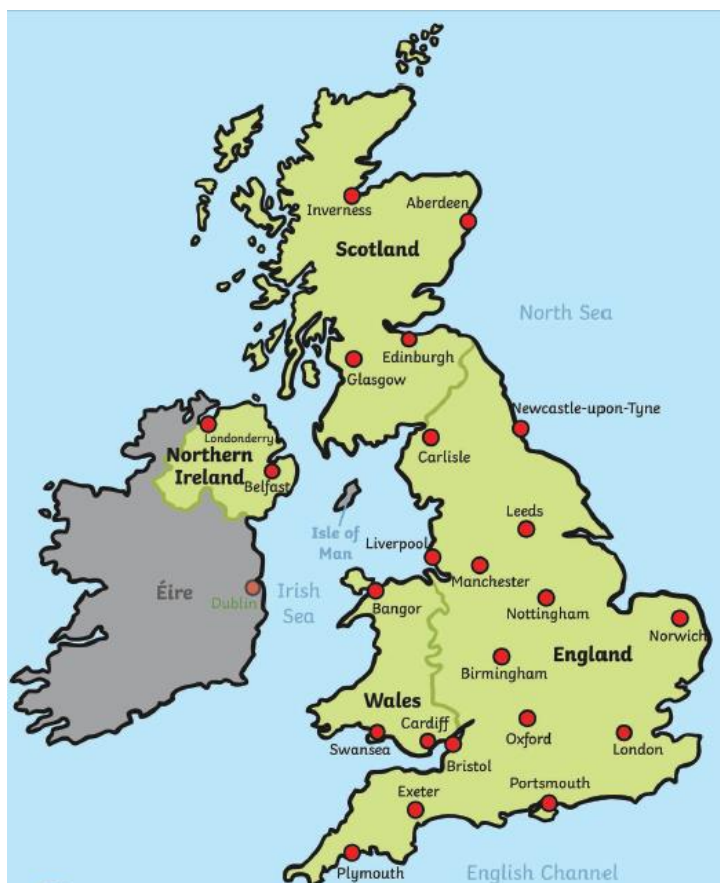 Inverness
Aberdeen
Scotland
North Sea
Edinburgh
Glasgow
Newcastle-upon-Tyne
Londonderry
Carlisle
Northern
Ireland
Belfast
Leeds
Isle of
Man
Liverpool
Manchester
Éire
Irish
Sea
Dublin
Bangor
Nottingham
Norwich
England
Birmingham
Wales
Cardiff
Swansea
Oxford
London
Bristol
Portsmouth
Exeter
Plymouth
English Channel